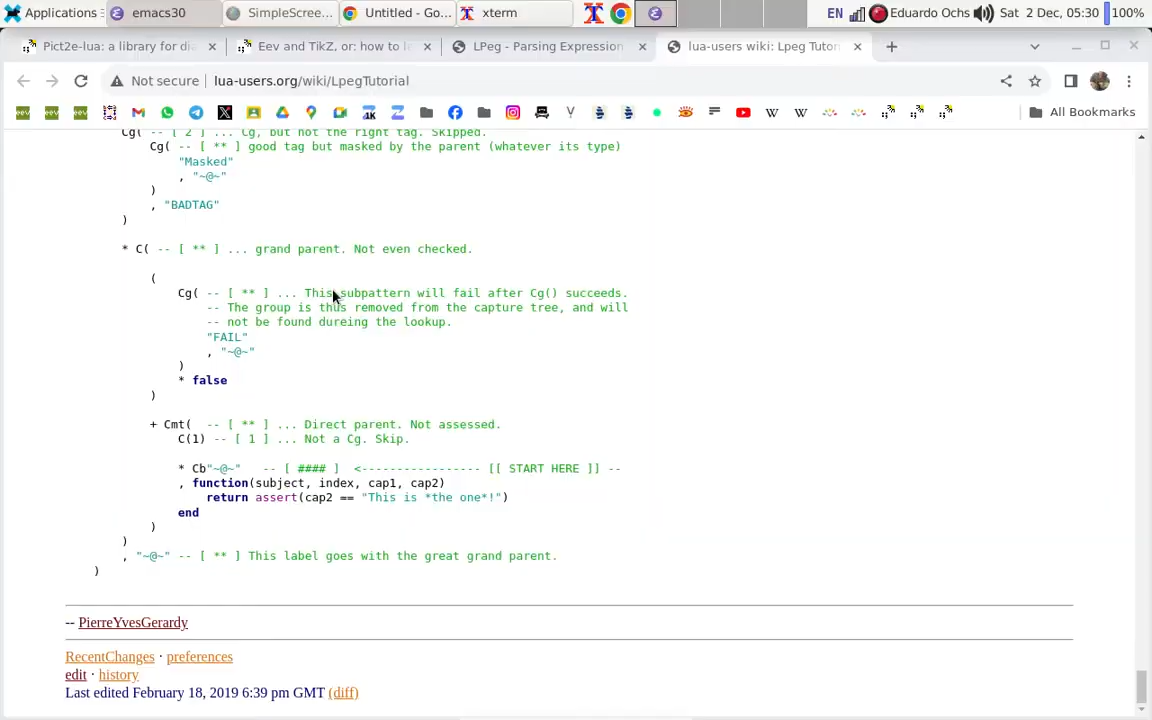 Applications
emacs30
SimpleScree...
Untitled - Go...
xterm
EN
Eduardo Ochs
Sat 2 Dec, 05:30
100%
Pict2e-lua: a library for dia
Eev and TikZ, or: how to le
LPeg - Parsing Expression
lua-users wiki: Lpeg Tutori
Not secure
lua-users.org/wiki/LpegTutorial
All Bookmarks
Cg( -- [ 2 ] ... Cg, but not the right tag. Skipped.
Cg( -- [ ** ] good tag but masked by the parent (whatever its type)
"Masked"
, "~@~"
)
, "BADTAG"
)
* C( -- [ ** ] ... grand parent. Not even checked.
(
Cg( -- [ ** ] ... This subpattern will fail after Cg() succeeds.
-- The group is thus removed from the capture tree, and will
-- not be found dureing the lookup.
"FAIL"
, "~@~"
)
* false
)
+ Cmt(  -- [ ** ] ... Direct parent. Not assessed.
C(1) -- [ 1 ] ... Not a Cg. Skip.
* Cb"~@~"   -- [ #### ]  <----------------- [[ START HERE ]] --
, function(subject, index, cap1, cap2)
return assert(cap2 == "This is *the one*!")
end
)
)
, "~@~" -- [ ** ] This label goes with the great grand parent.
)
-- PierreYvesGerardy
RecentChanges · preferences
edit · history
Last edited February 18, 2019 6:39 pm GMT (diff)